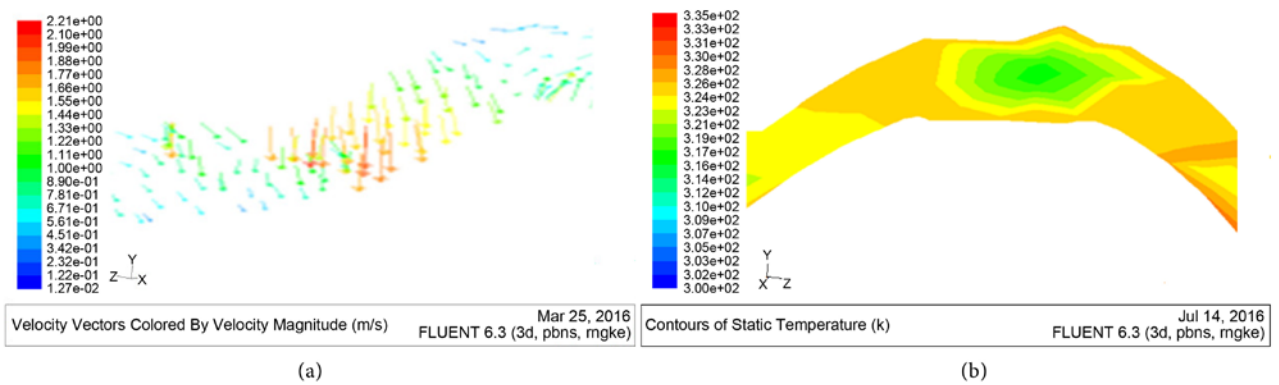 2.21e+00
2.10e+00
1.99e+00
1.88e+00
1.77e+00
1.66e+00
1.55e+00
1.44e+00
1.33e+00
1.22e+00
1.11e+00
1.00e+00
8.90e-01
7.81e-01
6.71e-01
5.61e-01
4.51e-01
3.42e-01
2.32e-01
1.22e-01
1.27e-02
Y
Z X
Velocity Vectors Colored By Velocity Magnitude (m/s)
Mar 25, 2016
FLUENT 6.3 (3d, pbns, rngke)
(a)
3.35e+02
3.33e+02
3.31e+02
3.30e+02
3.28e+02
3.26e+02
3.24e+02
3.23e+02
3.21e+02
3.19e+02
3.17e+02
3.16e+02
3.14e+02
3.12e+02
3.10e+02
3.09e+02
3.07e+02
3.05e+02
3.03e+02
3.02e+02
3.00e+02
Y
X Z
Contours of Static Temperature (k)
Jul 14, 2016
FLUENT 6.3 (3d, pbns, rngke)
(b)